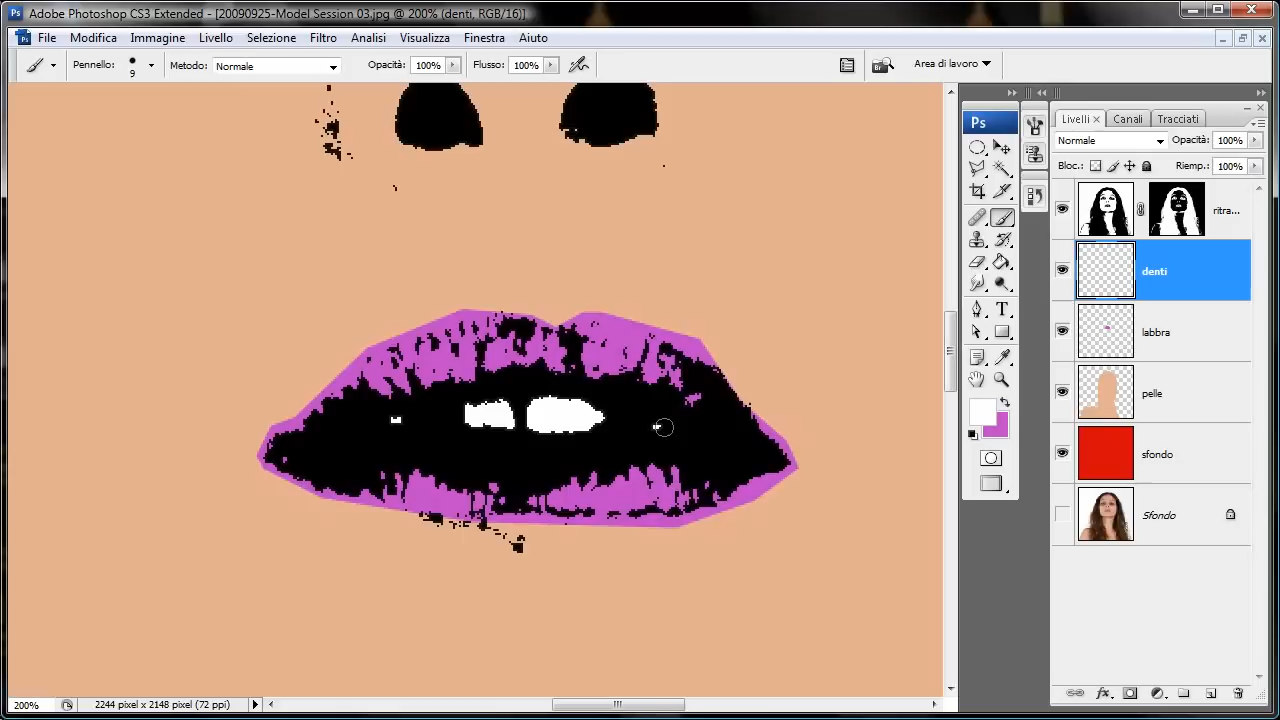 Adobe Photoshop CS3 Extended - [20090925-Model Session 03.jpg @ 200% (denti, RGB/16)]
File Modifica Immagine Livello Selezione Filtro Analisi Visualizza Finestra Aiuto
Pennello: 9 Metodo: Normale Opacità: 100% Flusso: 100% Area di lavoro
Ps
Livelli Canali Tracciati
Normale Opacità: 100%
Bloc.: Riemp.: 100%
ritra...
denti
labbra
pelle
sfondo
Sfondo
200% 2244 pixel x 2148 pixel (72 ppi)